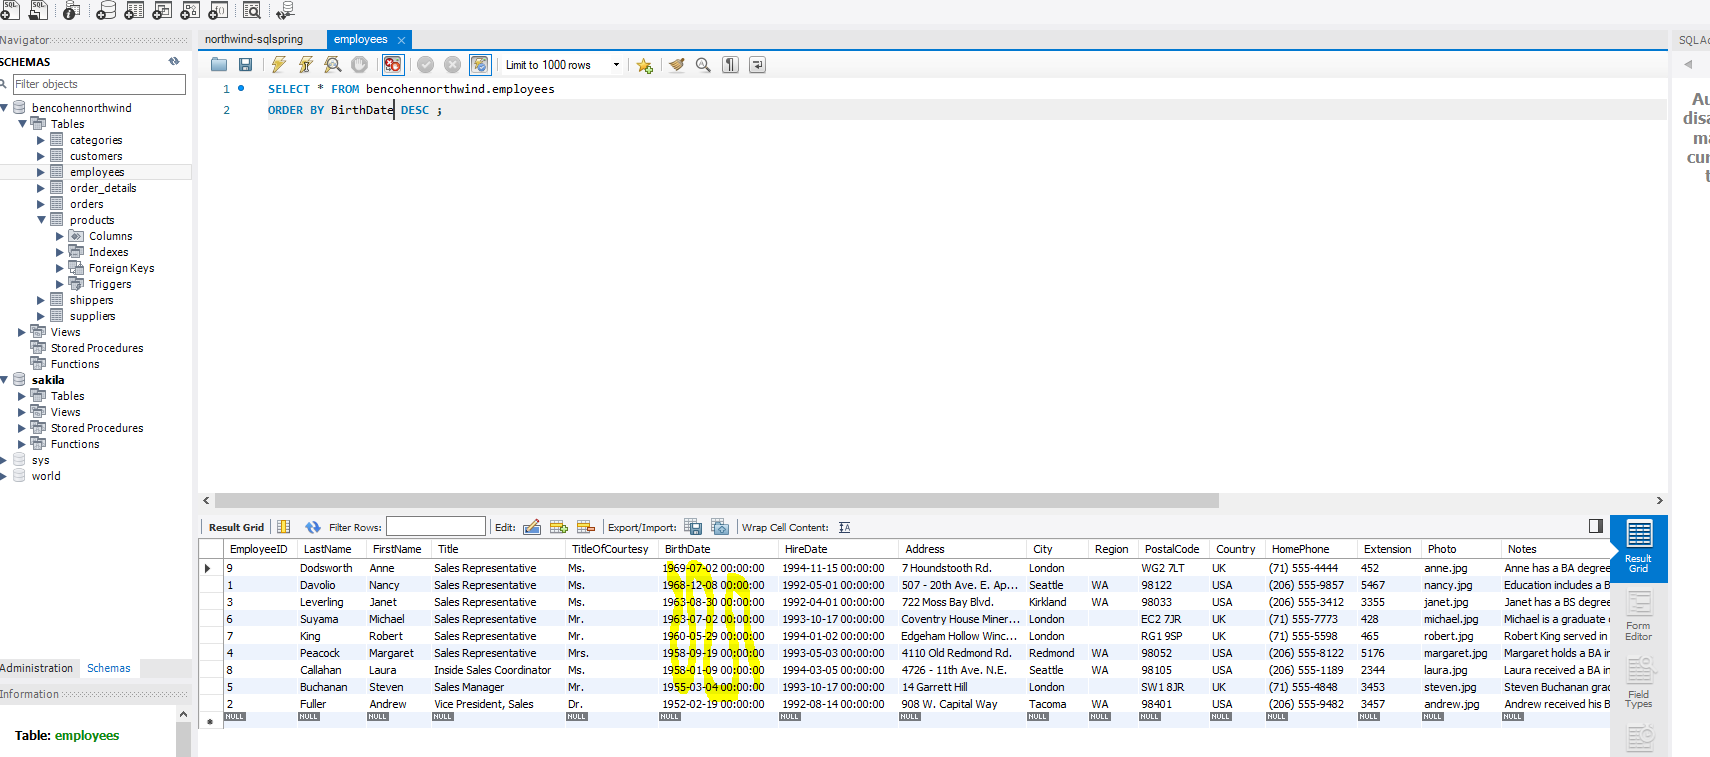 northwind-sqlspring employees
SQLA
Navigator
SCHEMAS
Filter objects
bencohennorthwind
Tables
categories
customers
employees
order_details
orders
products
Columns
Indexes
Foreign Keys
Triggers
shippers
suppliers
Views
Stored Procedures
Functions
sakila
Tables
Views
Stored Procedures
Functions
sys
world
Administration Schemas
Information
Table: employees
Limit to 1000 rows
1 SELECT * FROM bencohennorthwind.employees
2 ORDER BY BirthDate DESC ;
Au
disa
ma
cur
t
Result Grid Filter Rows: Edit: Export/Import: Wrap Cell Content:
EmployeeID LastName FirstName Title TitleOfCourtesy BirthDate HireDate Address City Region PostalCode Country HomePhone Extension Photo Notes
9 Dodsworth Anne Sales Representative Ms. 1969-07-02 00:00:00 1994-11-15 00:00:00 7 Houndstooth Rd. London WG2 7LT UK (71) 555-4444 452 anne.jpg Anne has a BA degree
1 Davolio Nancy Sales Representative Ms. 1968-12-08 00:00:00 1992-05-01 00:00:00 507 - 20th Ave. E. Ap... Seattle WA 98122 USA (206) 555-9857 5467 nancy.jpg Education includes a B
3 Leverling Janet Sales Representative Ms. 1963-08-30 00:00:00 1992-04-01 00:00:00 722 Moss Bay Blvd. Kirkland WA 98033 USA (206) 555-3412 3355 janet.jpg Janet has a BS degree
6 Suyama Michael Sales Representative Mr. 1963-07-02 00:00:00 1993-10-17 00:00:00 Coventry House Miner... London EC2 7JR UK (71) 555-7773 428 michael.jpg Michael is a graduate
7 King Robert Sales Representative Mr. 1960-05-29 00:00:00 1994-01-02 00:00:00 Edgeham Hollow Winc... London RG1 9SP UK (71) 555-5598 465 robert.jpg Robert King served in
4 Peacock Margaret Sales Representative Mrs. 1958-09-19 00:00:00 1993-05-03 00:00:00 4110 Old Redmond Rd. Redmond WA 98052 USA (206) 555-8122 5176 margaret.jpg Margaret holds a BA in
8 Callahan Laura Inside Sales Coordinator Ms. 1958-01-09 00:00:00 1994-03-05 00:00:00 4726 - 11th Ave. N.E. Seattle WA 98105 USA (206) 555-1189 2344 laura.jpg Laura received a BA in
5 Buchanan Steven Sales Manager Mr. 1955-03-04 00:00:00 1993-10-17 00:00:00 14 Garrett Hill London SW1 8JR UK (71) 555-4848 3453 steven.jpg Steven Buchanan grad
2 Fuller Andrew Vice President, Sales Dr. 1952-02-19 00:00:00 1992-08-14 00:00:00 908 W. Capital Way Tacoma WA 98401 USA (206) 555-9482 3457 andrew.jpg Andrew received his B
NULL NULL NULL NULL NULL NULL NULL NULL NULL NULL NULL NULL NULL NULL NULL NULL
Result
Grid
Form
Editor
Field
Types